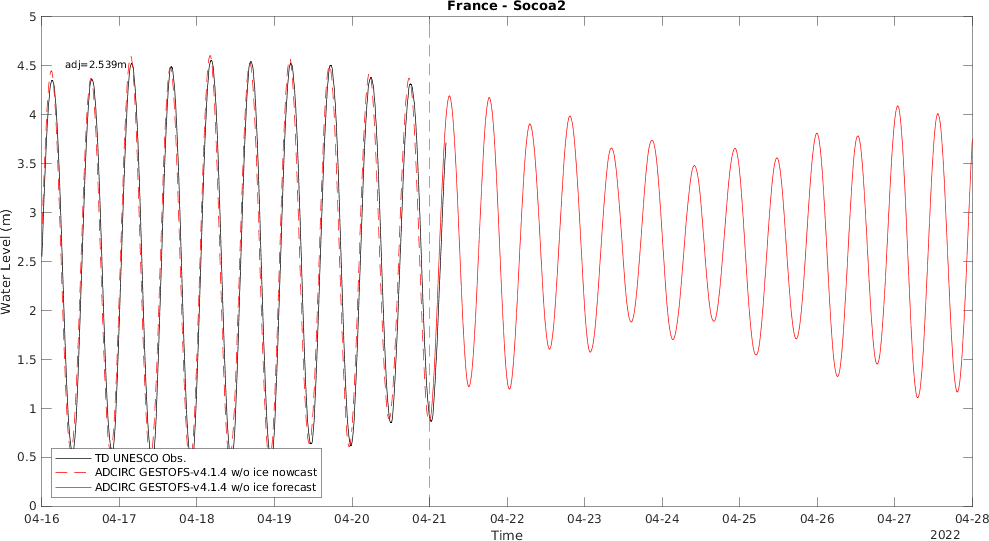 France - Socoa2
5
4.5
4
3.5
3
2.5
2
1.5
1
0.5
0
Water Level (m)
adj=2.539m
TD UNESCO Obs.
ADCIRC GESTOFS-v4.1.4 w/o ice nowcast
ADCIRC GESTOFS-v4.1.4 w/o ice forecast
04-16 04-17 04-18 04-19 04-20 04-21 04-22 04-23 04-24 04-25 04-26 04-27 04-28
Time
2022